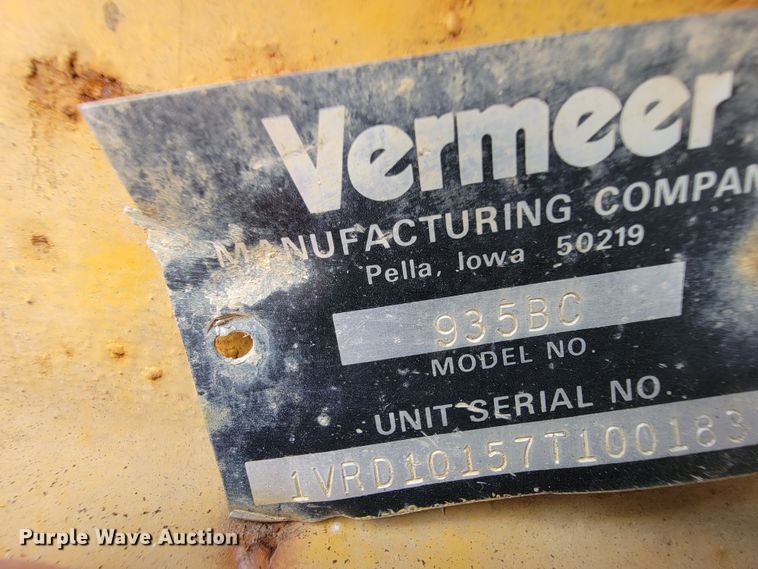 Vermeer
MANUFACTURING COMPAN
Pella, Iowa 50219
935BC
MODEL NO.
UNIT SERIAL NO.
1VRD10157T100183
Purple Wave Auction